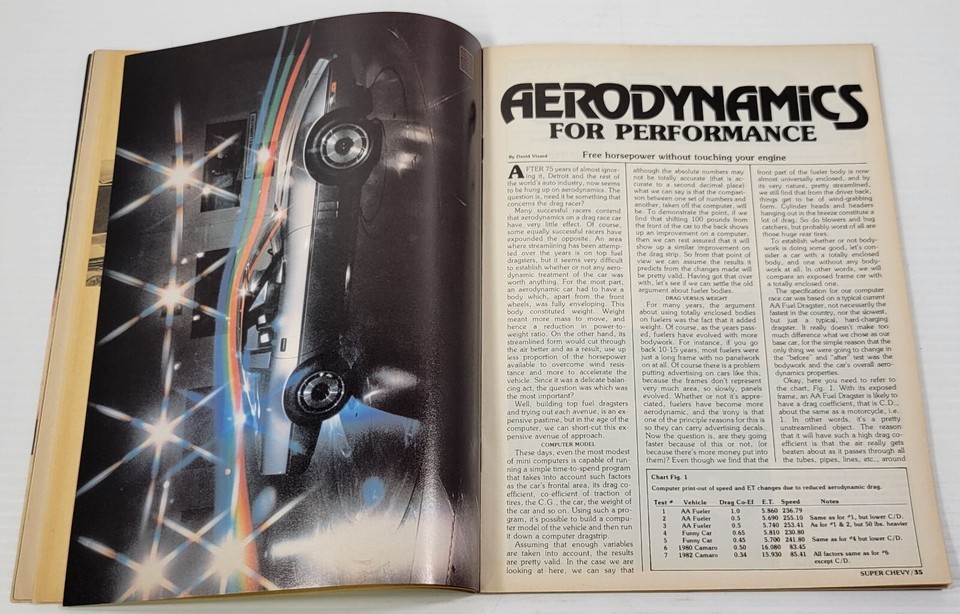 AERODYNAMiCS
FOR PERFORMANCE
By David Vizard
Free horsepower without touching your engine
AFTER 75 years of almost ignor-
ing it, Detroit and the rest of
the world's auto industry, now seems
to be hung up on aerodynamics. The
question is, need it be something that
concerns the drag racer?
Many successful racers contend
that aerodynamics on a drag race car
have very little effect. Of course,
some equally successful racers have
expounded the opposite. An area
where streamlining has been attemp-
ted over the years is on top fuel
dragsters, but it seems very difficult
to establish whether or not any aero-
dynamic treatment of the car was
worth anything. For the most part,
an aerodynamic car had to have a
body which, apart from the front
wheels, was fully enveloping. This
body constituted weight. Weight
meant more mass to move, and
hence a reduction in power-to-
weight ratio. On the other hand, its
streamlined form would cut through
the air better and as a result, use up
less proportion of the horsepower
available to overcome wind resis-
tance and more to accelerate the
vehicle. Since it was a delicate balan-
cing act, the question was which was
the most important?
Well, building top fuel dragsters
and trying out each avenue, is an ex-
pensive pastime, but in the age of the
computer, we can short-cut this ex-
pensive avenue of approach.
COMPUTER MODEL
These days, even the most modest
of mini computers is capable of run-
ning a simple time-to-spend program
that takes into account such factors
as the car's frontal area, its drag co-
efficient, co-efficient of traction of
tires, the C.G., the car, the weight of
the car and so on. Using such a pro-
gram, it's possible to build a compu-
ter model of the vehicle and then run
it down a computer dragstrip.
Assuming that enough variables
are taken into account, the results
are pretty valid. In the case we are
looking at here, we can say that
although the absolute numbers may
not be totally accurate (that is ac-
curate to a second decimal place)
what we can say is that the compari-
son between one set of numbers and
another, taken off the computer, will
be. To demonstrate the point, if we
find that shifting 100 pounds from
the front of the car to the back shows
up an improvement on a computer,
then we can rest assured that it will
show up a similar improvement on
the drag strip. So from that point of
view we can assume the results it
predicts from the changes made will
be pretty valid. Having got that over
with, let's see if we can settle the old
argument about fueler bodies.
DRAG VERSUS WEIGHT
For many years, the argument
about using totally enclosed bodies
on fuelers was the fact that it added
weight. Of course, as the years pass-
ed, fuelers have evolved with more
bodywork. For instance, if you go
back 10-15 years, most fuelers were
just a long frame with no panelwork
on at all. Of course there is a problem
putting advertising on cars like this,
because the frames don't represent
very much area, so slowly, panels
evolved. Whether or not it's appre-
ciated, fuelers have become more
aerodynamic, and the irony is that
one of the principle reasons for this is
so they can carry advertising decals.
Now the question is, are they going
faster because of this or not, (or
because there's more money put into
them)? Even though we find that the
front part of the fueler body is now
almost universally enclosed, and by
its very nature, pretty streamlined,
we still find that from the driver back,
things get to be of wind-grabbing
form. Cylinder heads and headers
hanging out in the breeze constitute a
lot of drag. So do blowers and bug
catchers, but probably worst of all are
those huge rear tires.
To establish whether or not body-
work is doing some good, let's con-
sider a car with a totally enclosed
body, and one without any body-
work at all. In other words, we will
compare an exposed frame car with
a totally enclosed one.
The specification for our computer
race car was based on a typical current
AA Fuel Dragster, not necessarily the
fastest in the country, nor the slowest,
but just a typical, hard-charging
dragster. It really doesn't make too
much difference what we chose as our
base car, for the simple reason that the
only thing we were going to change in
the "before" and "after" test was the
bodywork and the car's overall aero-
dynamics properties.
Okay, here you need to refer to
the chart, Fig. 1. With its exposed
frame, an AA Fuel Dragster is likely to
have a drag coefficient, that is C.D.,
about the same as a motorcycle, i.e.
1. In other words, it's a pretty
unstreamlined object. The reason
that it will have such a high drag co-
efficient is that the air really gets
beaten about as it passes through all
the tubes, pipes, lines, etc., around
Chart Fig. 1
Computer print-out of speed and ET changes due to reduced aerodynamic drag.
Test # Vehicle Drag Co-Ef E.T. Speed Notes
1 AA Fueler 1.0 5.860 236.79
2 AA Fueler 0.5 5.690 255.10 Same as for #1, but lower C/D.
3 AA Fueler 0.5 5.740 253.41 As for #1 & 2, but 50 lbs. heavier
4 Funny Car 0.65 5.810 230.80
5 Funny Car 0.45 5.700 241.80 Same as for #4 but lower C/D.
6 1980 Camaro 0.50 16.080 83.45
7 1982 Camaro 0.34 15.930 85.41 All factors same as for #6
except C/D.
SUPER CHEVY/35